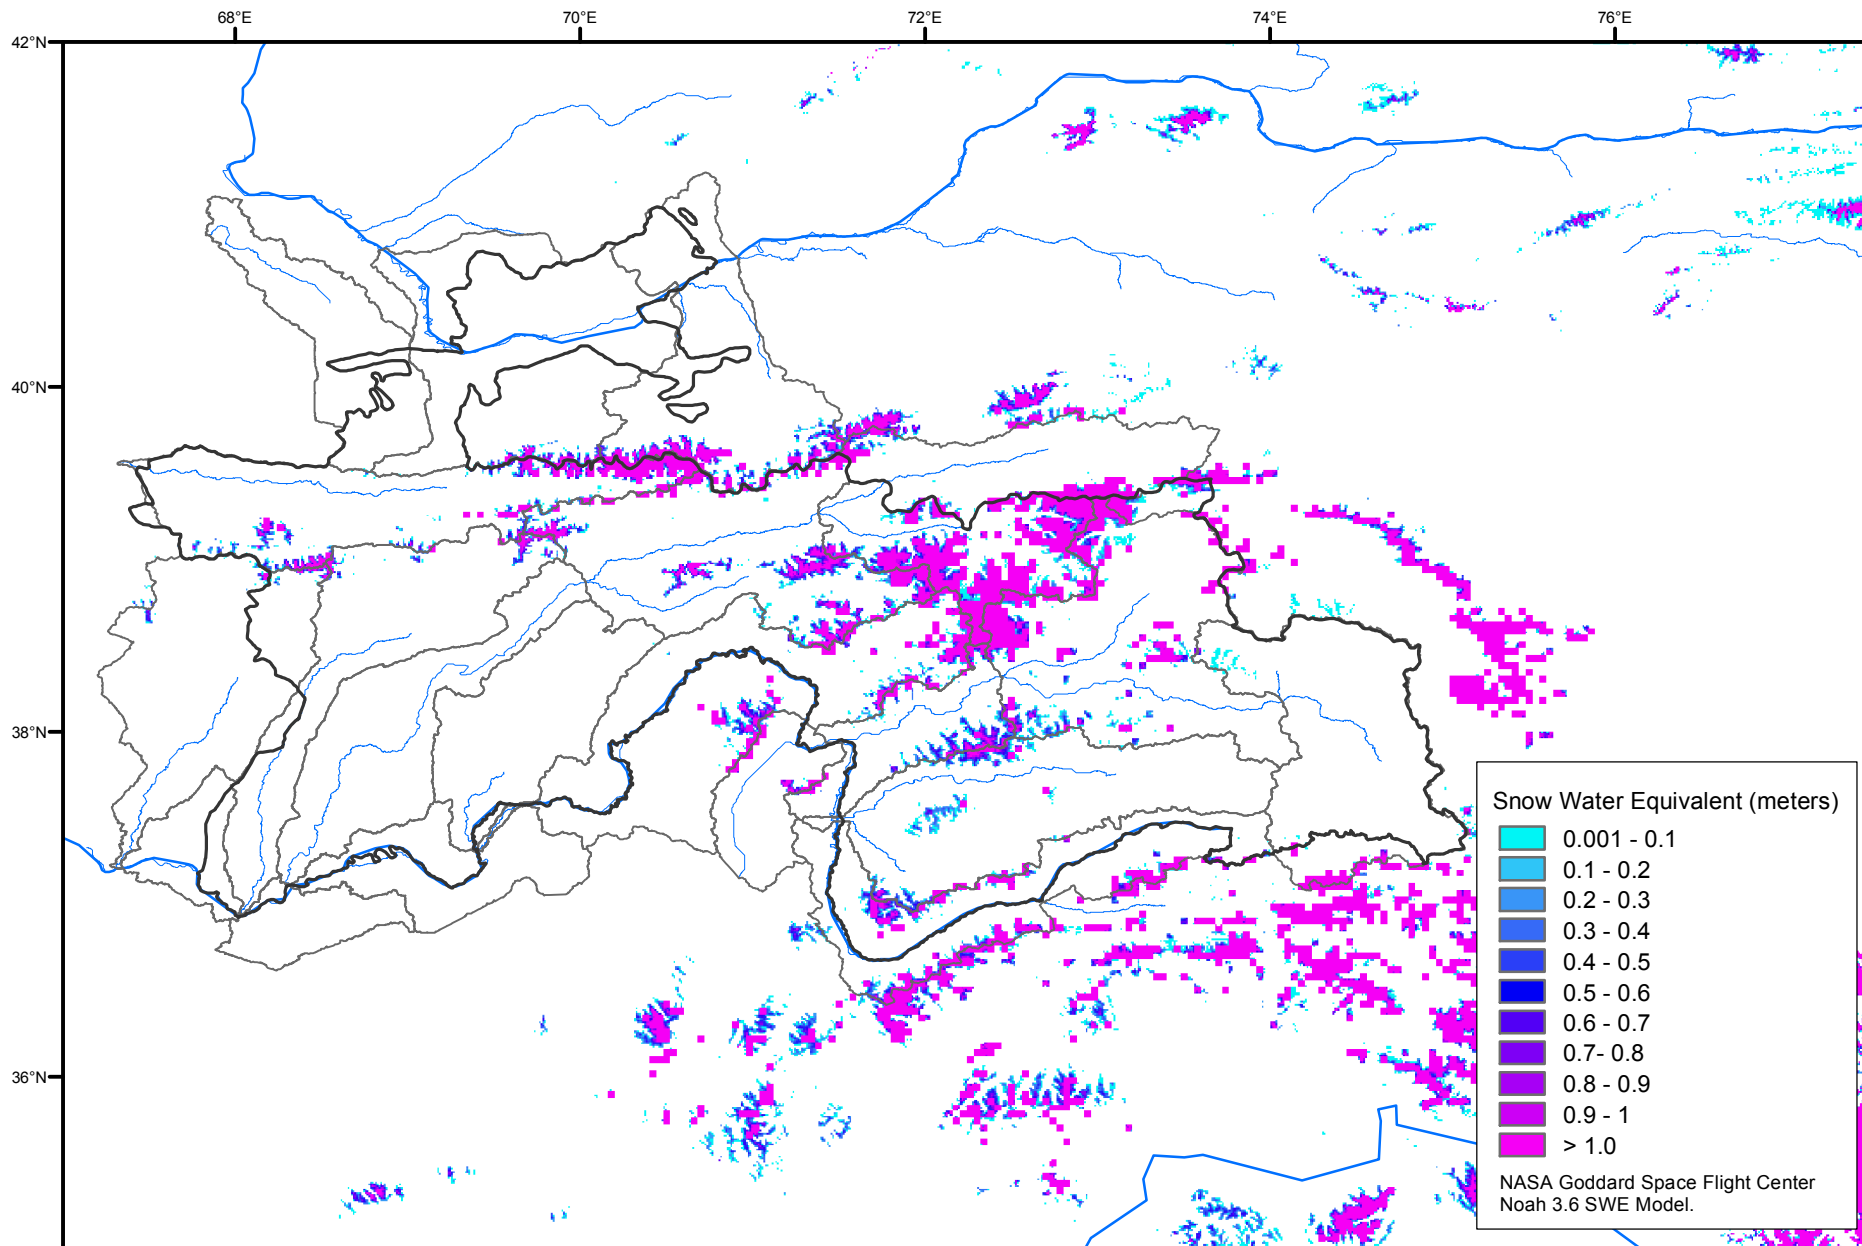 68°E 70°E 72°E 74°E 76°E
42°N
40°N
38°N
36°N
Snow Water Equivalent (meters)
0.001 - 0.1
0.1 - 0.2
0.2 - 0.3
0.3 - 0.4
0.4 - 0.5
0.5 - 0.6
0.6 - 0.7
0.7- 0.8
0.8 - 0.9
0.9 - 1
> 1.0
NASA Goddard Space Flight Center
Noah 3.6 SWE Model.